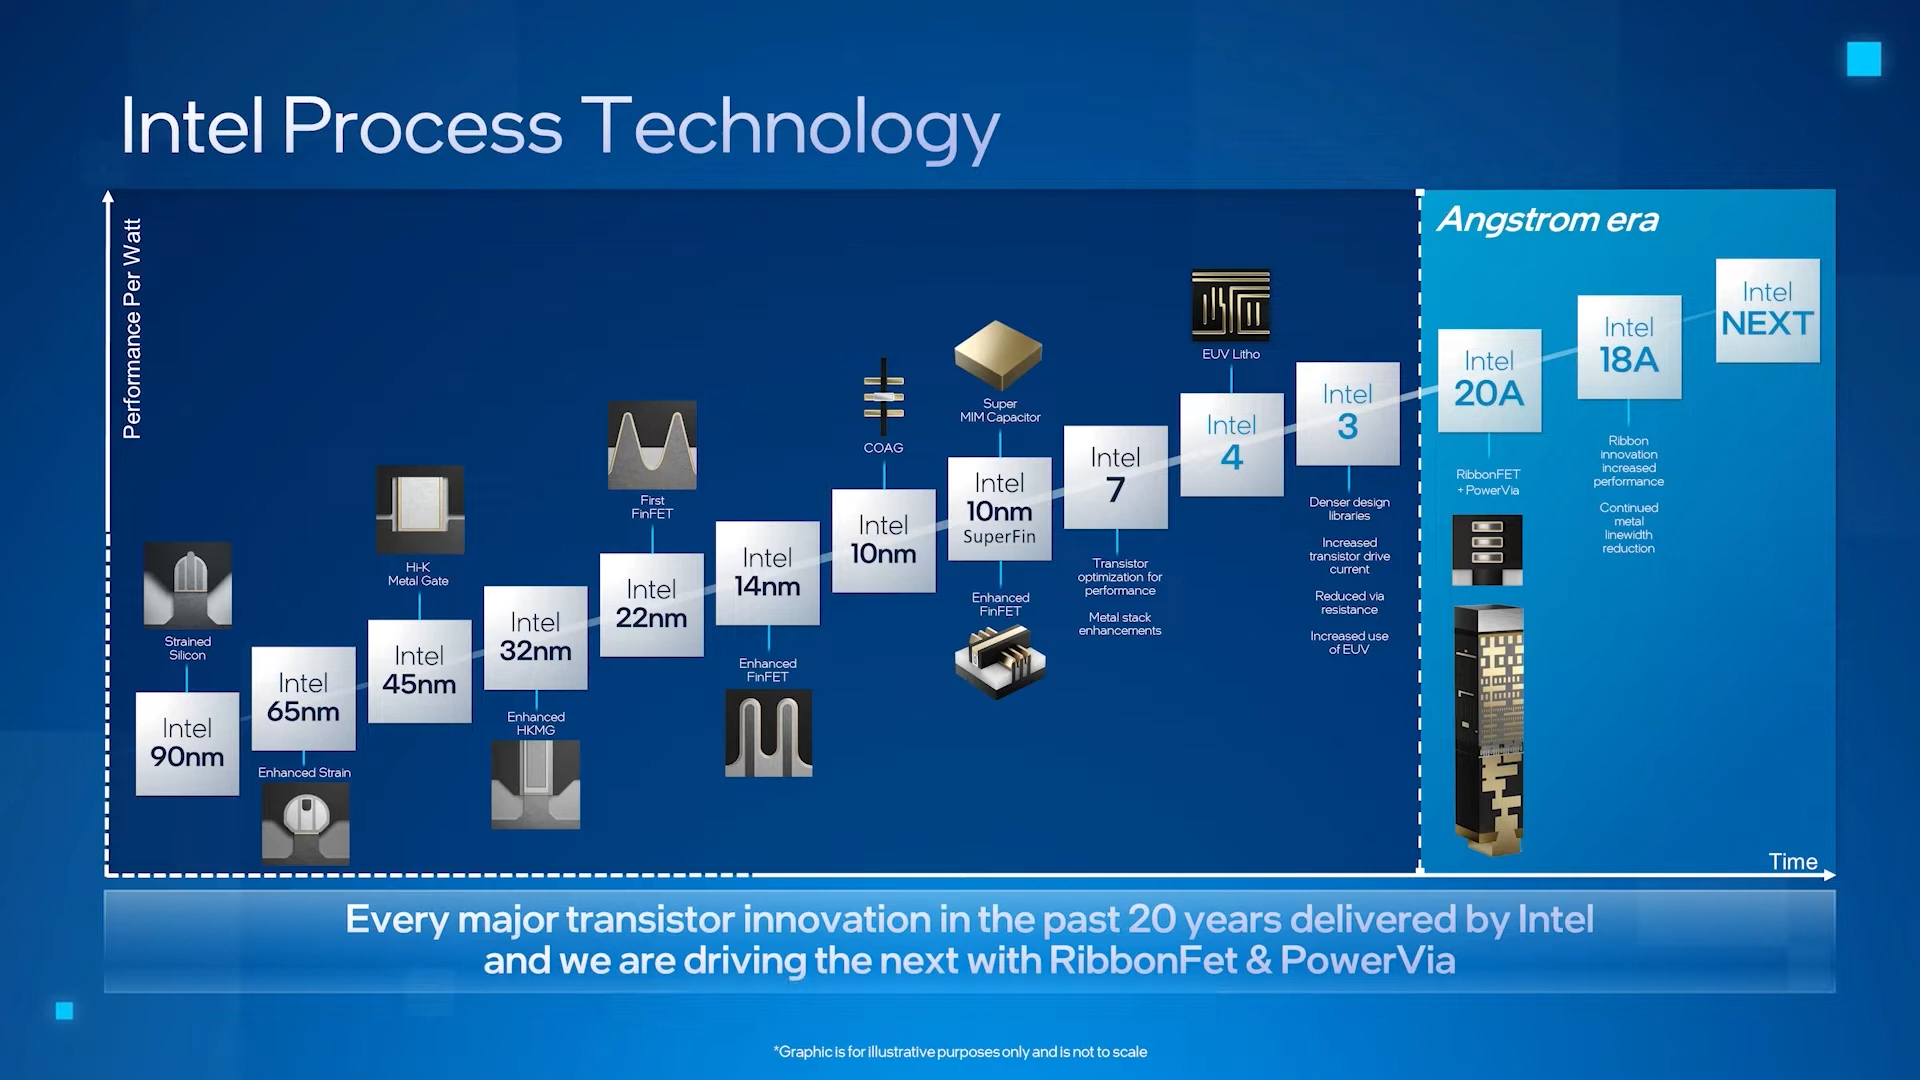 Intel Process Technology
Performance Per Watt
Strained
Silicon
Intel
90nm
Intel
65nm
Enhanced Strain
Hi-K
Metal Gate
Intel
45nm
Intel
32nm
Enhanced
HKMG
First
FinFET
Intel
22nm
Intel
14nm
Enhanced
FinFET
COAG
Intel
10nm
Super
MIM Capacitor
Intel
10nm
SuperFin
Enhanced
FinFET
Intel
7
Transistor
optimization for
performance
Metal stack
enhancements
EUV Litho
Intel
4
Intel
3
Denser design
libraries
Increased
transistor drive
current
Reduced via
resistance
Increased use
of EUV
Angstrom era
Intel
20A
RibbonFET
+ PowerVia
Intel
18A
Ribbon
innovation
increased
performance
Continued
metal
linewidth
reduction
Intel
NEXT
Time
Every major transistor innovation in the past 20 years delivered by Intel
and we are driving the next with RibbonFet & PowerVia
*Graphic is for illustrative purposes only and is not to scale